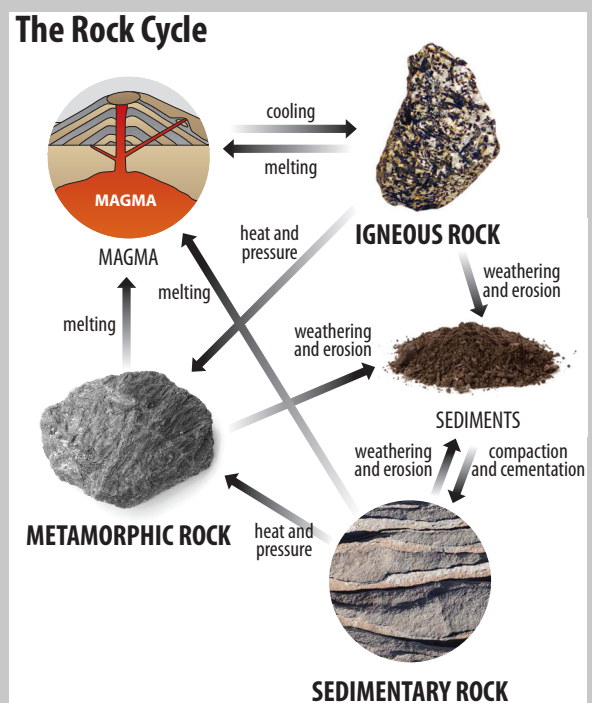 The Rock Cycle
cooling
melting
MAGMA
MAGMA
IGNEOUS ROCK
heat and
pressure
weathering
and erosion
melting
melting
weathering
and erosion
SEDIMENTS
weathering
and erosion
compaction
and cementation
METAMORPHIC ROCK
heat and
pressure
SEDIMENTARY ROCK